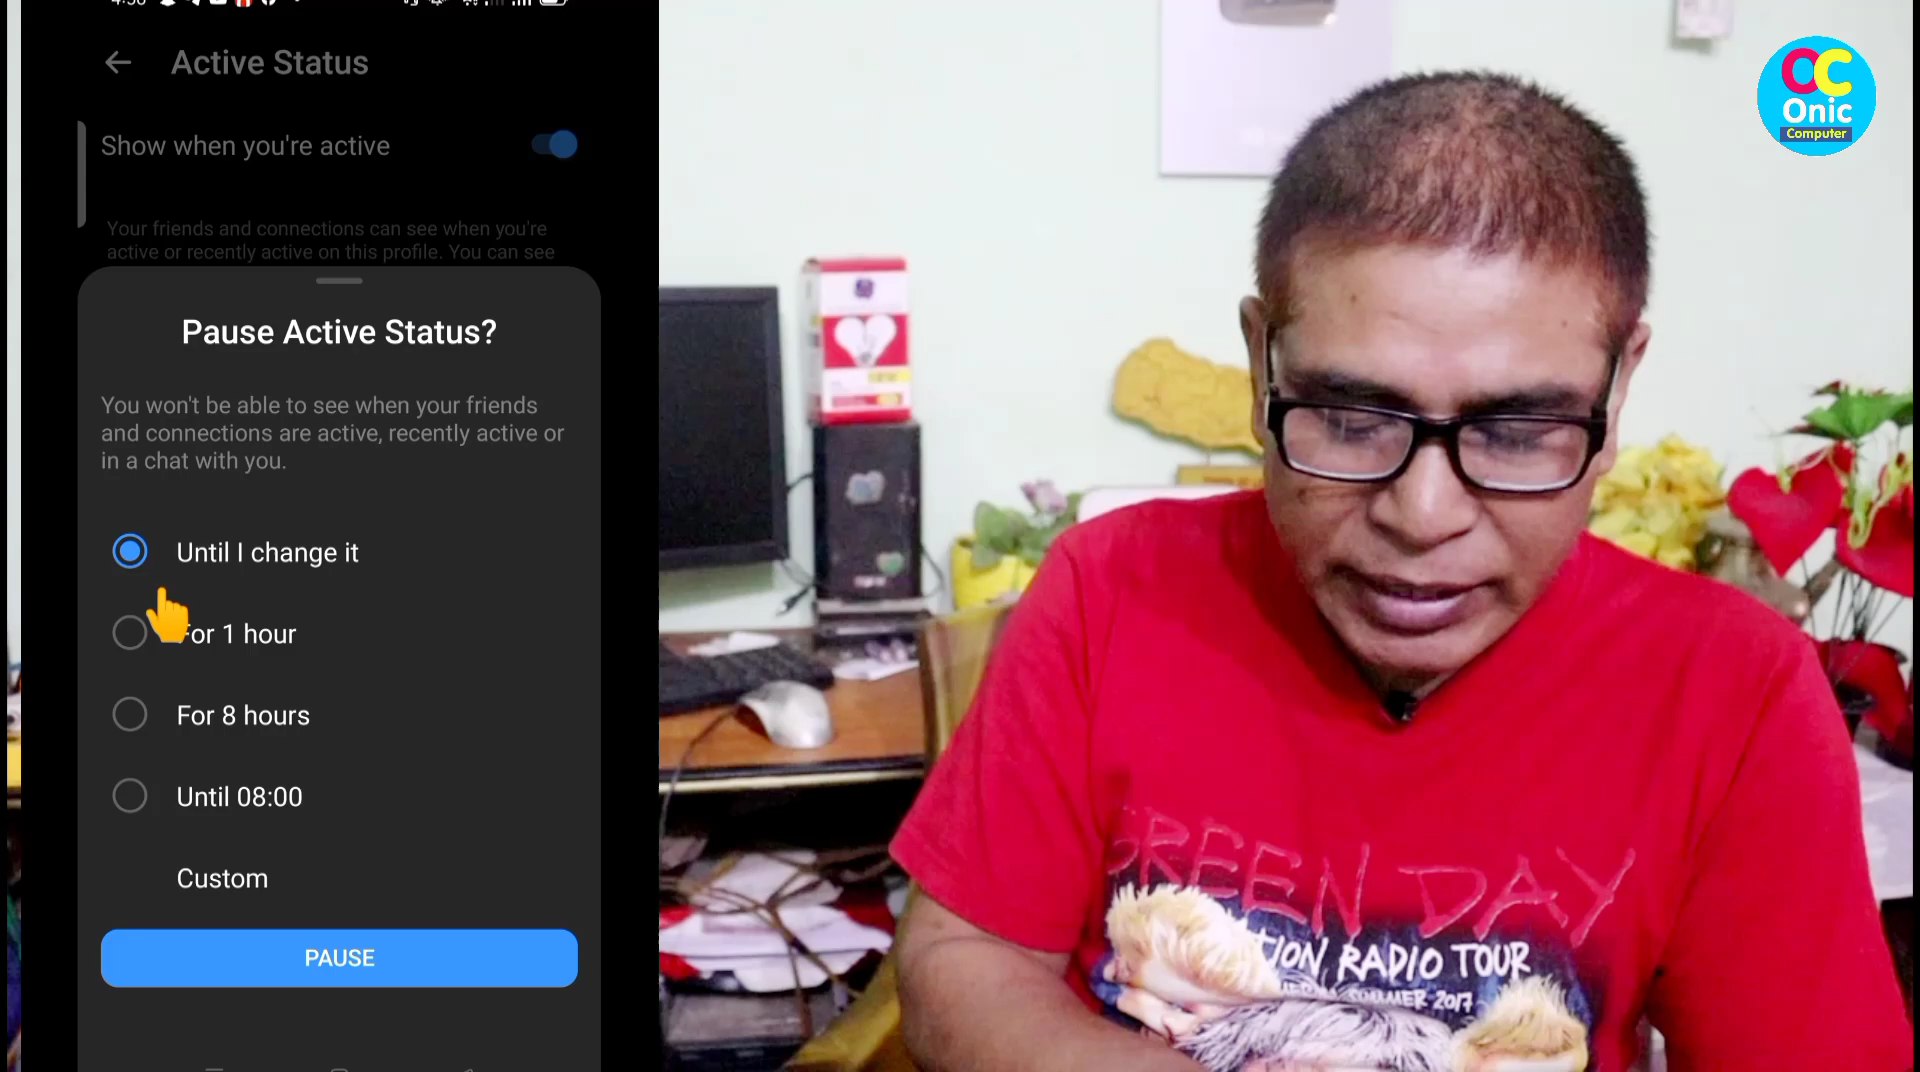 Active Status
Show when you're active
Your friends and connections can see when you're
active or recently active on this profile. You can see
Pause Active Status?
You won't be able to see when your friends
and connections are active, recently active or
in a chat with you.
Until I change it
For 1 hour
For 8 hours
Until 08:00
Custom
PAUSE
OC
Onic
Computer
GREEN DAY
RADIO TOUR
SUMMER 2017